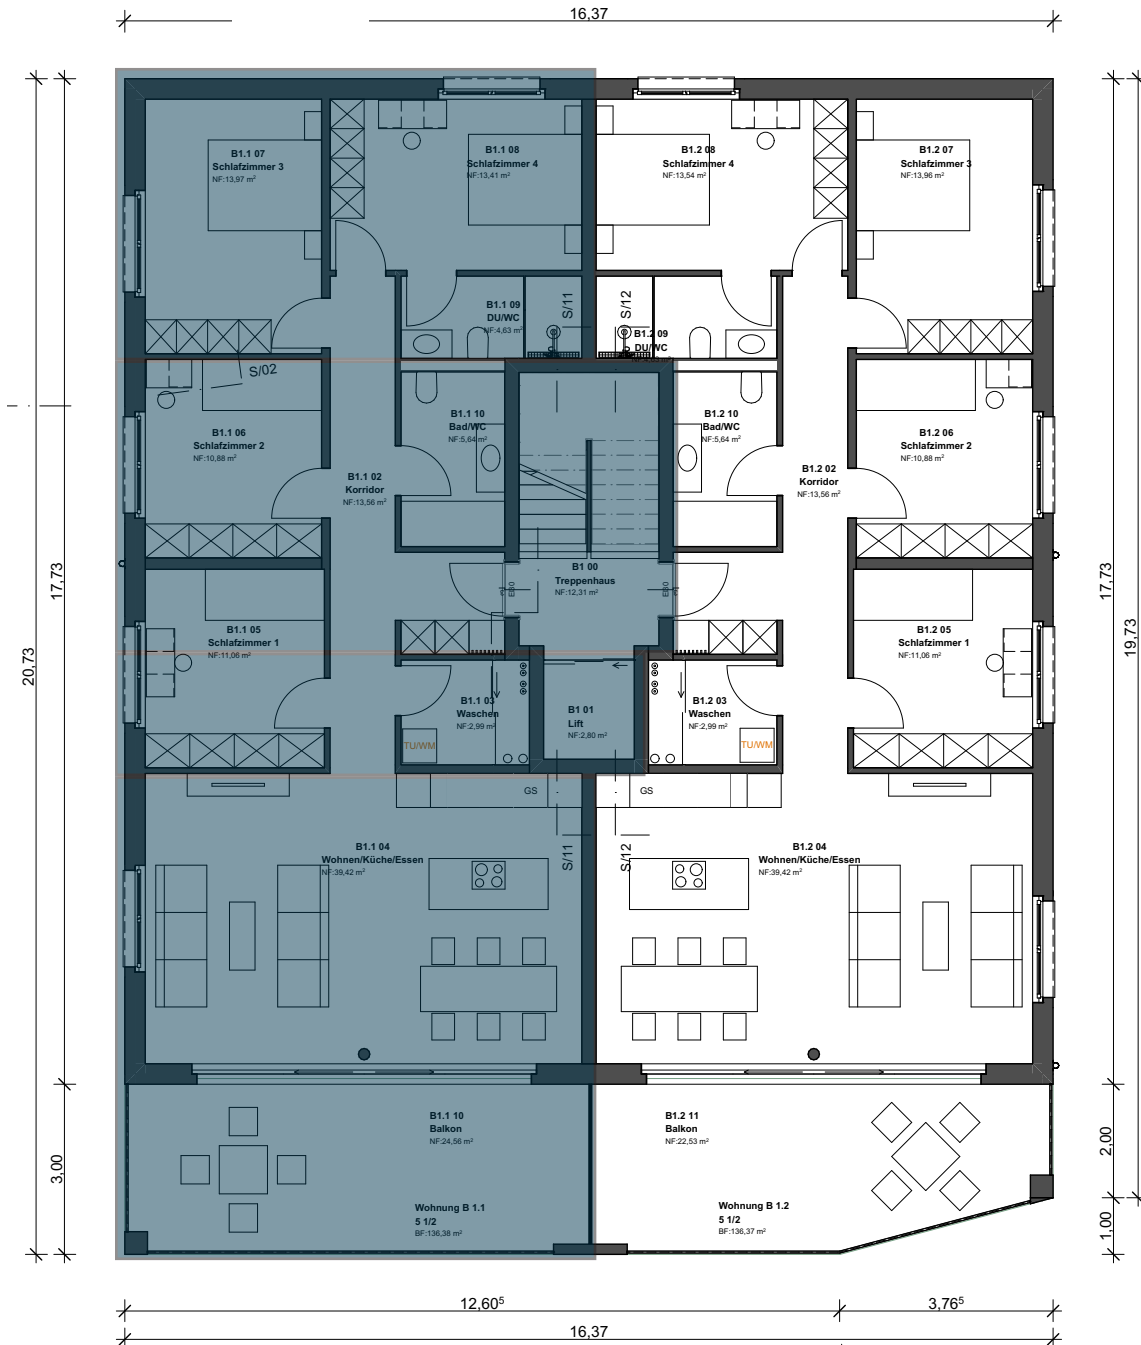 16,37
B1.1 07
Schlafzimmer 3
NF:13,97 m²
B1.1 08
Schlafzimmer 4
NF:13,41 m²
B1.2 08
Schlafzimmer 4
NF:13,54 m²
B1.2 07
Schlafzimmer 3
NF:13,96 m²
B1.1 09
DU/WC
NF:4,63 m²
S/11
S/12
B1.2 09
DU/WC
S/02
B1.1 06
Schlafzimmer 2
NF:10,88 m²
B1.1 10
Bad/WC
NF:5,64 m²
B1.2 10
Bad/WC
NF:5,64 m²
B1.2 06
Schlafzimmer 2
NF:10,88 m²
B1.1 02
Korridor
NF:13,56 m²
B1.2 02
Korridor
NF:13,56 m²
17,73
20,73
17,73
19,73
B1 00
Treppenhaus
NF:12,31 m²
EI30
EI30
B1.1 05
Schlafzimmer 1
NF:11,06 m²
B1.2 05
Schlafzimmer 1
NF:11,06 m²
B1.1 03
Waschen
NF:2,99 m²
TU/WM
B1 01
Lift
NF:2,80 m²
B1.2 03
Waschen
NF:2,99 m²
TU/WM
GS
GS
B1.1 04
Wohnen/Küche/Essen
NF:39,42 m²
S/11
S/12
B1.2 04
Wohnen/Küche/Essen
NF:39,42 m²
B1.1 10
Balkon
NF:24,56 m²
B1.2 11
Balkon
NF:22,53 m²
3,00
2,00
1,00
Wohnung B 1.1
5 1/2
BF:136,38 m²
Wohnung B 1.2
5 1/2
BF:136,37 m²
12,60⁵
3,76⁵
16,37